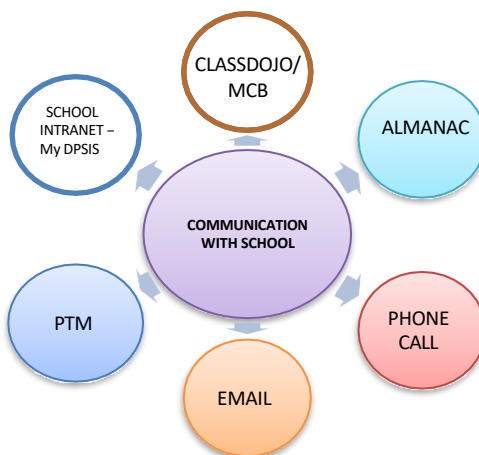 CLASSDOJO/
MCB
SCHOOL
INTRANET –
My DPSIS
ALMANAC
COMMUNICATION
WITH SCHOOL
PTM
PHONE
CALL
EMAIL